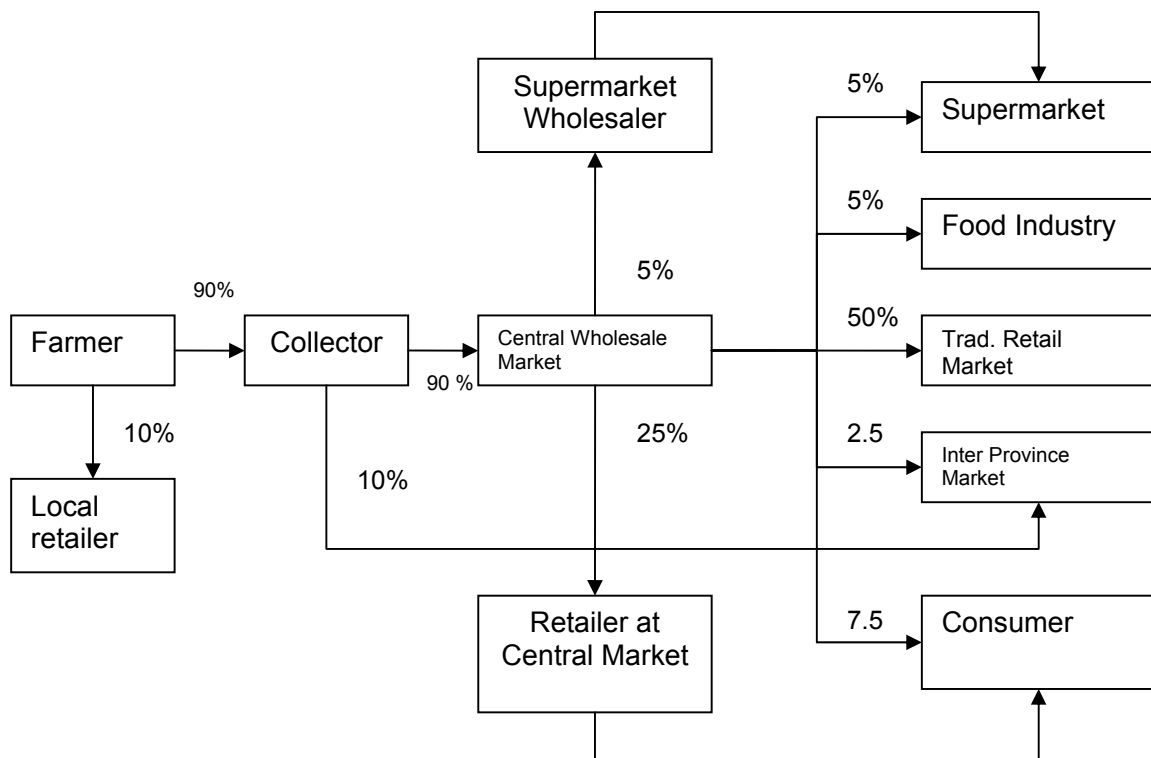 Supermarket
Wholesaler
5%
Supermarket
5%
Food Industry
5%
90%
50%
Farmer
Collector
Central Wholesale
Market
Trad. Retail
Market
90 %
10%
25%
2.5
Inter Province
Market
10%
Local
retailer
Retailer at
Central Market
7.5
Consumer